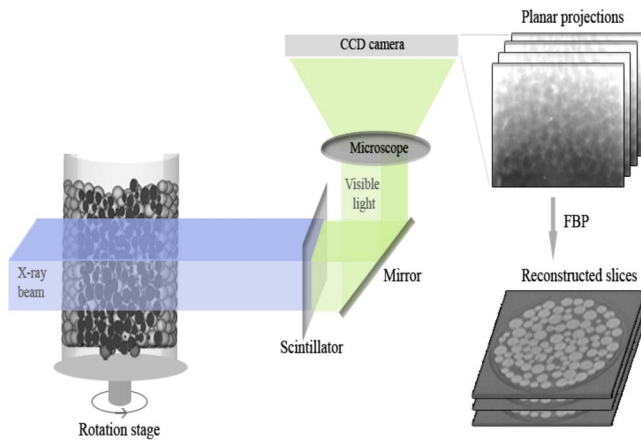 Planar projections
CCD camera
Microscope
Visible
light
FBP
X-ray
beam
Mirror
Reconstructed slices
Scintillator
Rotation stage